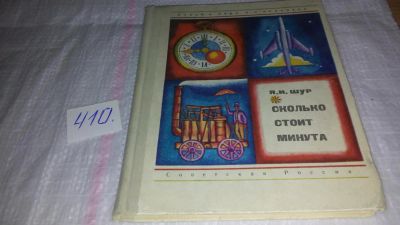 410.
Я.И. ШУР
СКОЛЬКО
СТОИТ
МИНУТА
Советская Россия